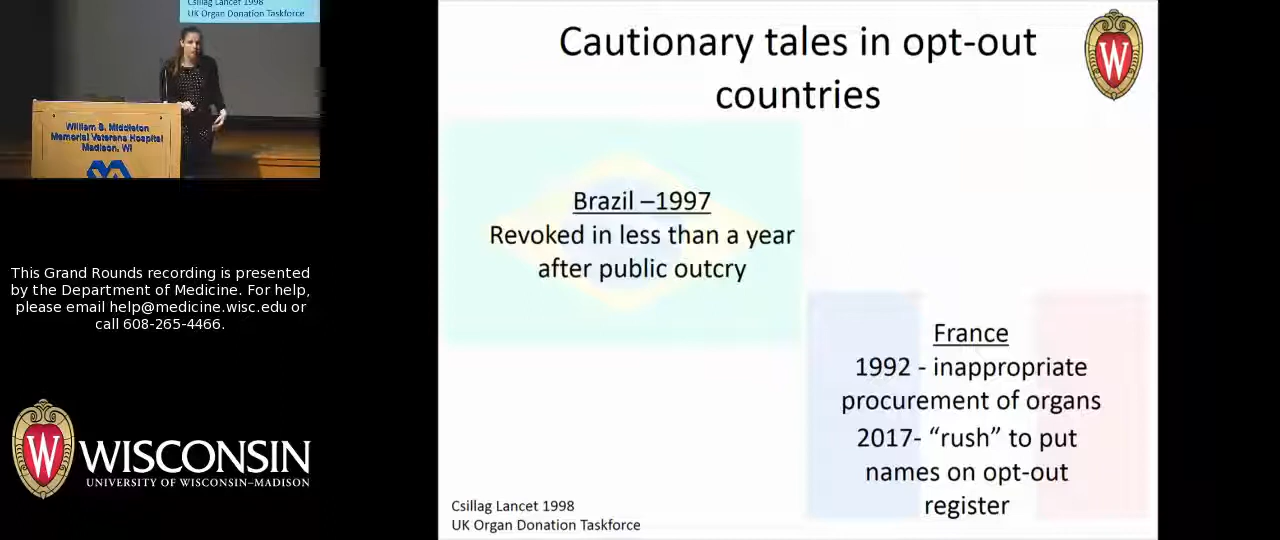 Csillag Lancet 1998
UK Organ Donation Taskforce
William S. Middleton
Memorial Veterans Hospital
Madison, WI
This Grand Rounds recording is presented
by the Department of Medicine. For help,
please email help@medicine.wisc.edu or
call 608-265-4466.
W
WISCONSIN
UNIVERSITY OF WISCONSIN–MADISON
Cautionary tales in opt-out
countries
W
Brazil –1997
Revoked in less than a year
after public outcry
France
1992 - inappropriate
procurement of organs
2017- “rush” to put
names on opt-out
register
Csillag Lancet 1998
UK Organ Donation Taskforce